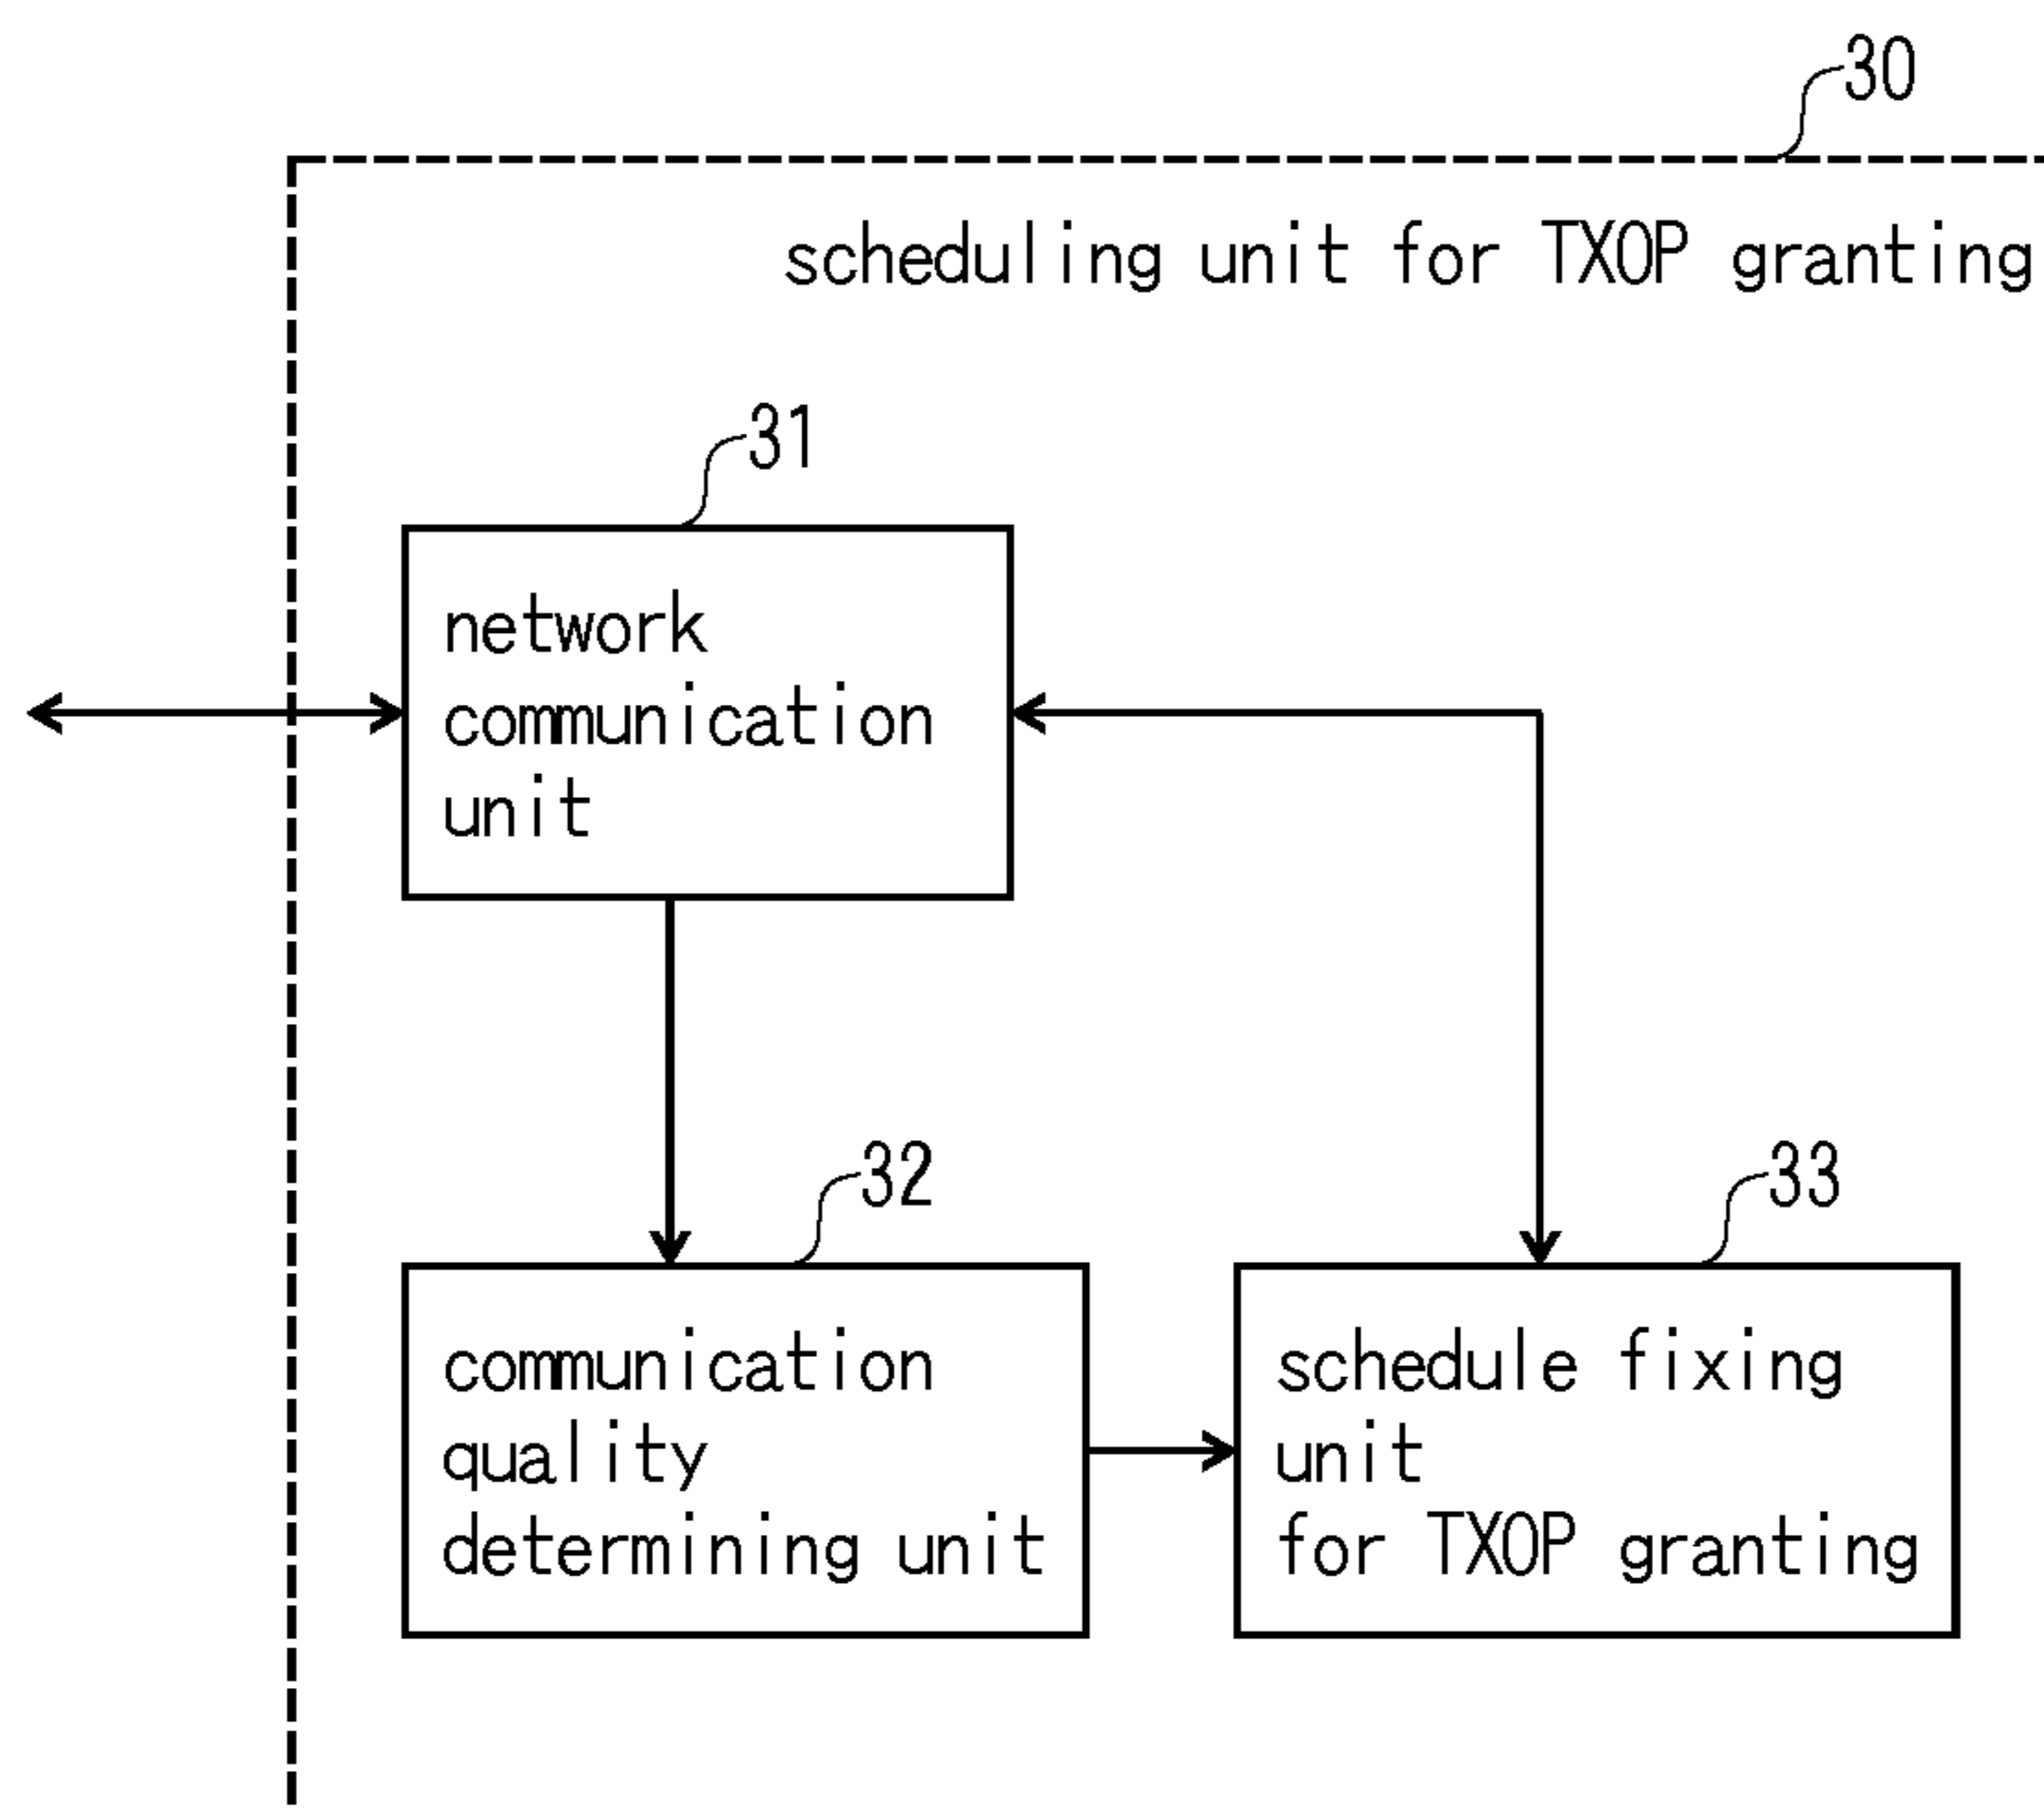 30
scheduling unit for TXOP granting
31
network
communication
unit
32
communication
quality
determining unit
33
schedule fixing
unit
for TXOP granting